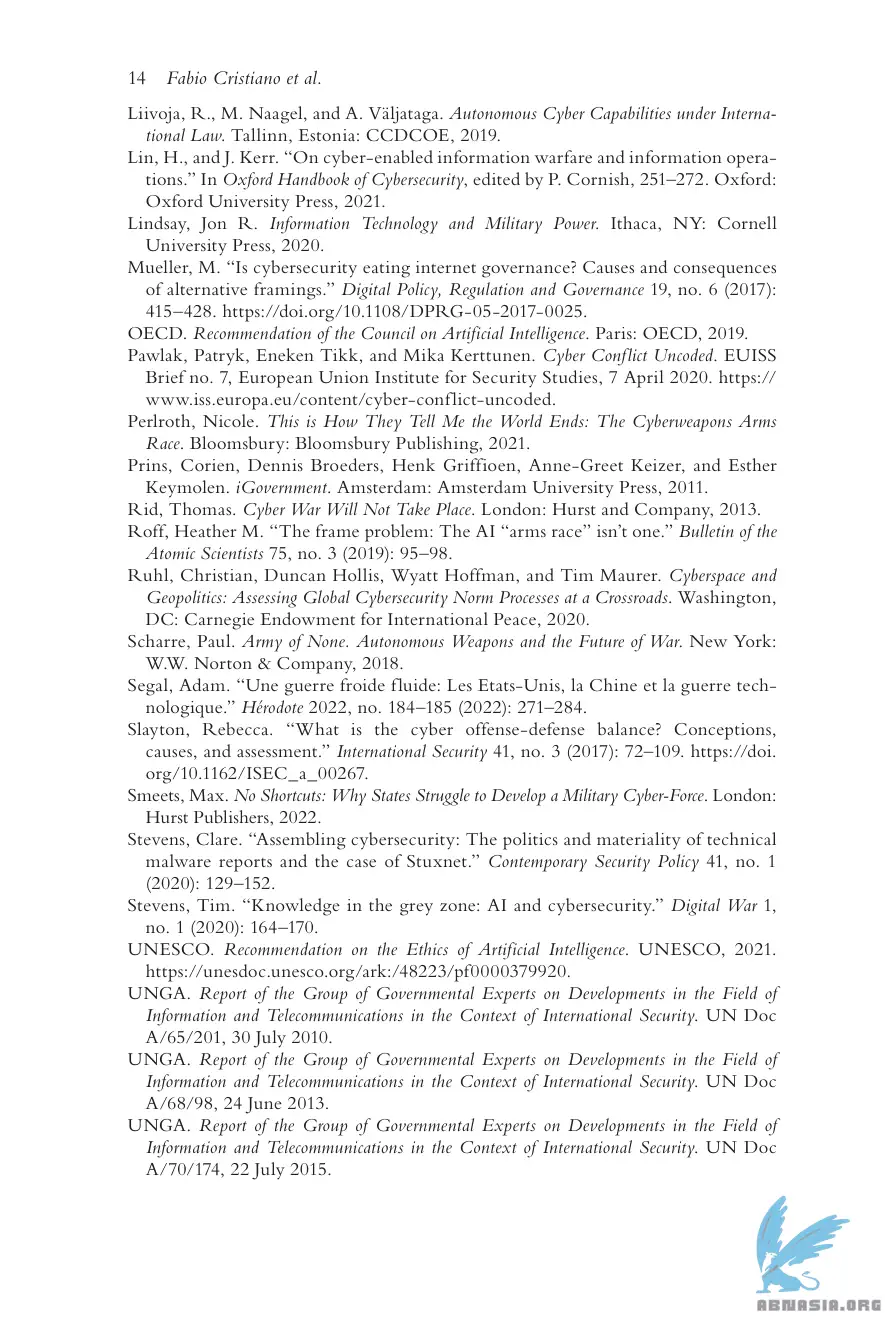 14 Fabio Cristiano et al.
Liivoja, R., M. Naagel, and A. Väljataga. Autonomous Cyber Capabilities under Interna-
tional Law. Tallinn, Estonia: CCDCOE, 2019.
Lin, H., and J. Kerr. “On cyber-enabled information warfare and information opera-
tions.” In Oxford Handbook of Cybersecurity, edited by P. Cornish, 251–272. Oxford:
Oxford University Press, 2021.
Lindsay, Jon R. Information Technology and Military Power. Ithaca, NY: Cornell
University Press, 2020.
Mueller, M. “Is cybersecurity eating internet governance? Causes and consequences
of alternative framings.” Digital Policy, Regulation and Governance 19, no. 6 (2017):
415–428. https://doi.org/10.1108/DPRG-05-2017-0025.
OECD. Recommendation of the Council on Artificial Intelligence. Paris: OECD, 2019.
Pawlak, Patryk, Eneken Tikk, and Mika Kerttunen. Cyber Conflict Uncoded. EUISS
Brief no. 7, European Union Institute for Security Studies, 7 April 2020. https://
www.iss.europa.eu/content/cyber-conflict-uncoded.
Perlroth, Nicole. This is How They Tell Me the World Ends: The Cyberweapons Arms
Race. Bloomsbury: Bloomsbury Publishing, 2021.
Prins, Corien, Dennis Broeders, Henk Griffioen, Anne-Greet Keizer, and Esther
Keymolen. iGovernment. Amsterdam: Amsterdam University Press, 2011.
Rid, Thomas. Cyber War Will Not Take Place. London: Hurst and Company, 2013.
Roff, Heather M. “The frame problem: The AI “arms race” isn’t one.” Bulletin of the
Atomic Scientists 75, no. 3 (2019): 95–98.
Ruhl, Christian, Duncan Hollis, Wyatt Hoffman, and Tim Maurer. Cyberspace and
Geopolitics: Assessing Global Cybersecurity Norm Processes at a Crossroads. Washington,
DC: Carnegie Endowment for International Peace, 2020.
Scharre, Paul. Army of None. Autonomous Weapons and the Future of War. New York:
W.W. Norton & Company, 2018.
Segal, Adam. “Une guerre froide fluide: Les Etats-Unis, la Chine et la guerre tech-
nologique.” Hérodote 2022, no. 184–185 (2022): 271–284.
Slayton, Rebecca. “What is the cyber offense-defense balance? Conceptions,
causes, and assessment.” International Security 41, no. 3 (2017): 72–109. https://doi.
org/10.1162/ISEC_a_00267.
Smeets, Max. No Shortcuts: Why States Struggle to Develop a Military Cyber-Force. London:
Hurst Publishers, 2022.
Stevens, Clare. “Assembling cybersecurity: The politics and materiality of technical
malware reports and the case of Stuxnet.” Contemporary Security Policy 41, no. 1
(2020): 129–152.
Stevens, Tim. “Knowledge in the grey zone: AI and cybersecurity.” Digital War 1,
no. 1 (2020): 164–170.
UNESCO. Recommendation on the Ethics of Artificial Intelligence. UNESCO, 2021.
https://unesdoc.unesco.org/ark:/48223/pf0000379920.
UNGA. Report of the Group of Governmental Experts on Developments in the Field of
Information and Telecommunications in the Context of International Security. UN Doc
A/65/201, 30 July 2010.
UNGA. Report of the Group of Governmental Experts on Developments in the Field of
Information and Telecommunications in the Context of International Security. UN Doc
A/68/98, 24 June 2013.
UNGA. Report of the Group of Governmental Experts on Developments in the Field of
Information and Telecommunications in the Context of International Security. UN Doc
A/70/174, 22 July 2015.
ABNASIA.ORG